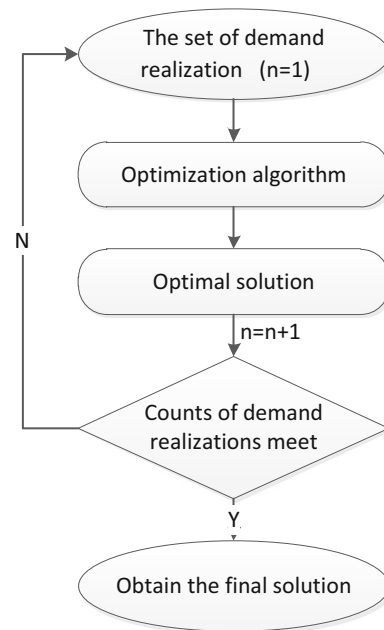 The set of demand
realization (n=1)
Optimization algorithm
N
Optimal solution
n=n+1
Counts of demand
realizations meet
Y
Obtain the final solution